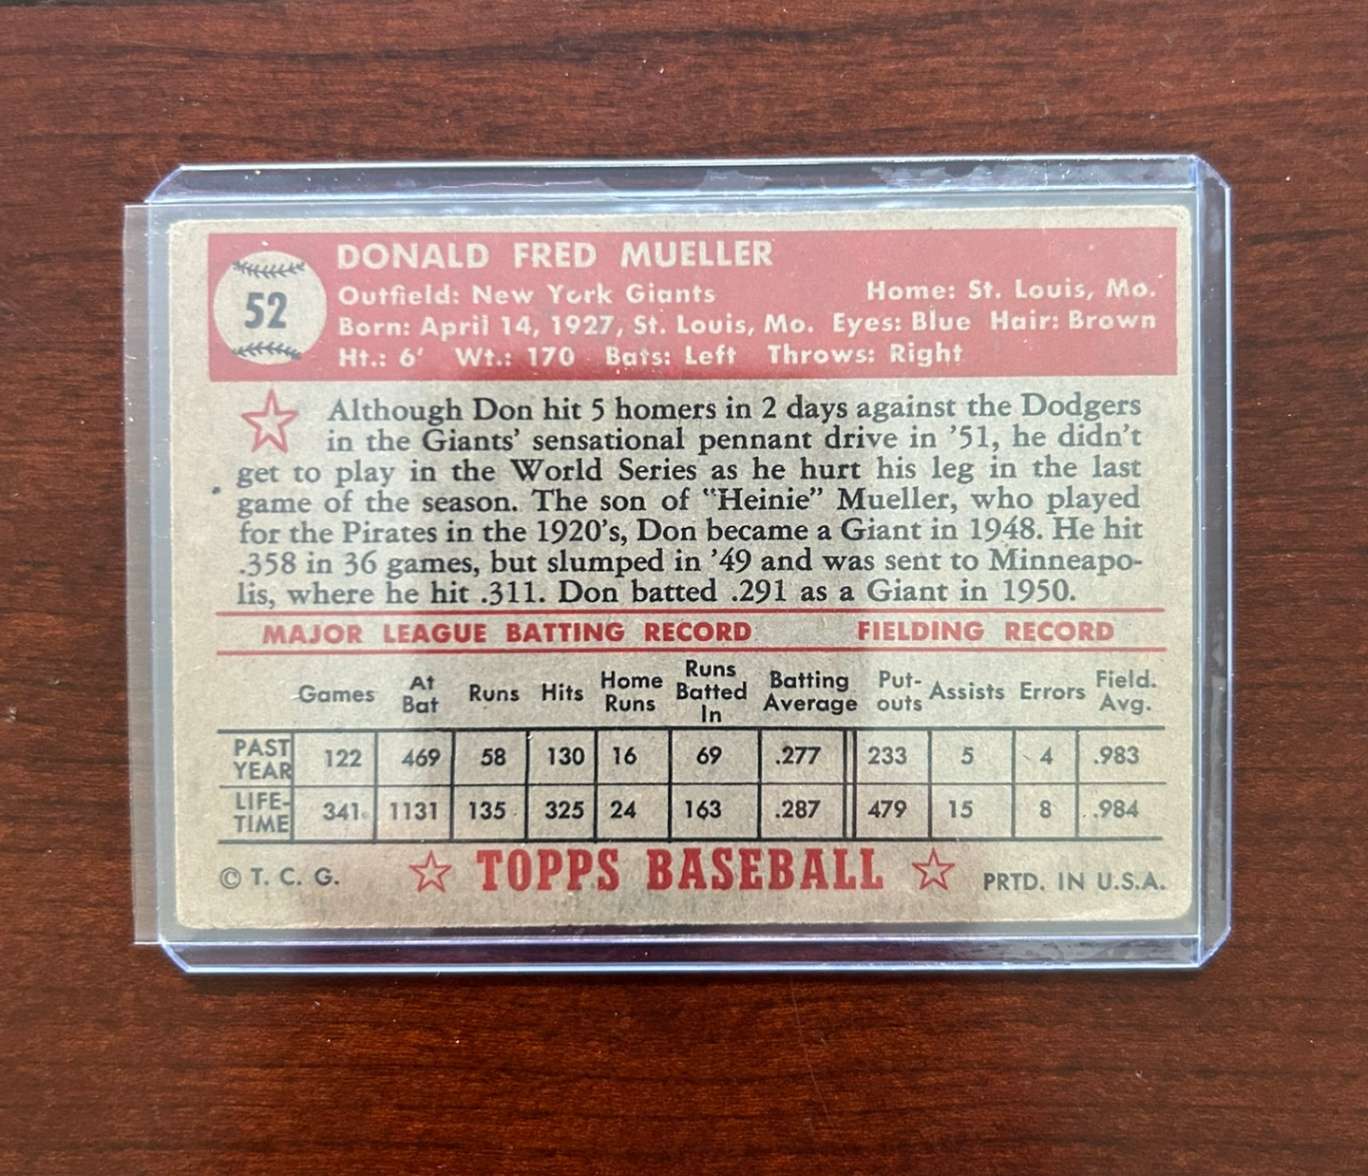 52
DONALD FRED MUELLER
Outfield: New York Giants Home: St. Louis, Mo.
Born: April 14, 1927, St. Louis, Mo. Eyes: Blue Hair: Brown
Ht.: 6' Wt.: 170 Bats: Left Throws: Right
Although Don hit 5 homers in 2 days against the Dodgers
in the Giants' sensational pennant drive in '51, he didn't
get to play in the World Series as he hurt his leg in the last
game of the season. The son of "Heinie" Mueller, who played
for the Pirates in the 1920's, Don became a Giant in 1948. He hit
.358 in 36 games, but slumped in '49 and was sent to Minneapo-
lis, where he hit .311. Don batted .291 as a Giant in 1950.
MAJOR LEAGUE BATTING RECORD FIELDING RECORD
Games At Bat Runs Hits Home Runs Runs Batted In Batting Average Put-outs Assists Errors Field. Avg.
PAST YEAR 122 469 58 130 16 69 .277 233 5 4 .983
LIFE-TIME 341 1131 135 325 24 163 .287 479 15 8 .984
© T. C. G. TOPPS BASEBALL PRTD. IN U.S.A.